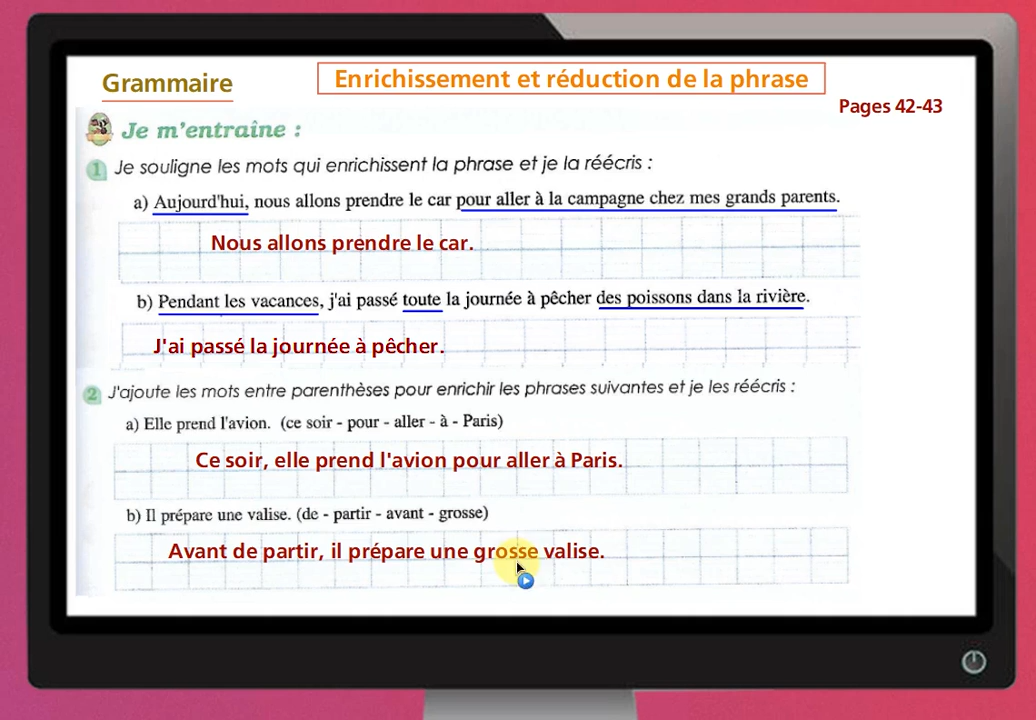 Grammaire
Enrichissement et réduction de la phrase
Pages 42-43
Je m'entraîne :
1 Je souligne les mots qui enrichissent la phrase et je la réécris :
a) Aujourd'hui, nous allons prendre le car pour aller à la campagne chez mes grands parents.
Nous allons prendre le car.
b) Pendant les vacances, j'ai passé toute la journée à pêcher des poissons dans la rivière.
J'ai passé la journée à pêcher.
2 J'ajoute les mots entre parenthèses pour enrichir les phrases suivantes et je les réécris :
a) Elle prend l'avion. (ce soir - pour - aller - à - Paris)
Ce soir, elle prend l'avion pour aller à Paris.
b) Il prépare une valise. (de - partir - avant - grosse)
Avant de partir, il prépare une grosse valise.